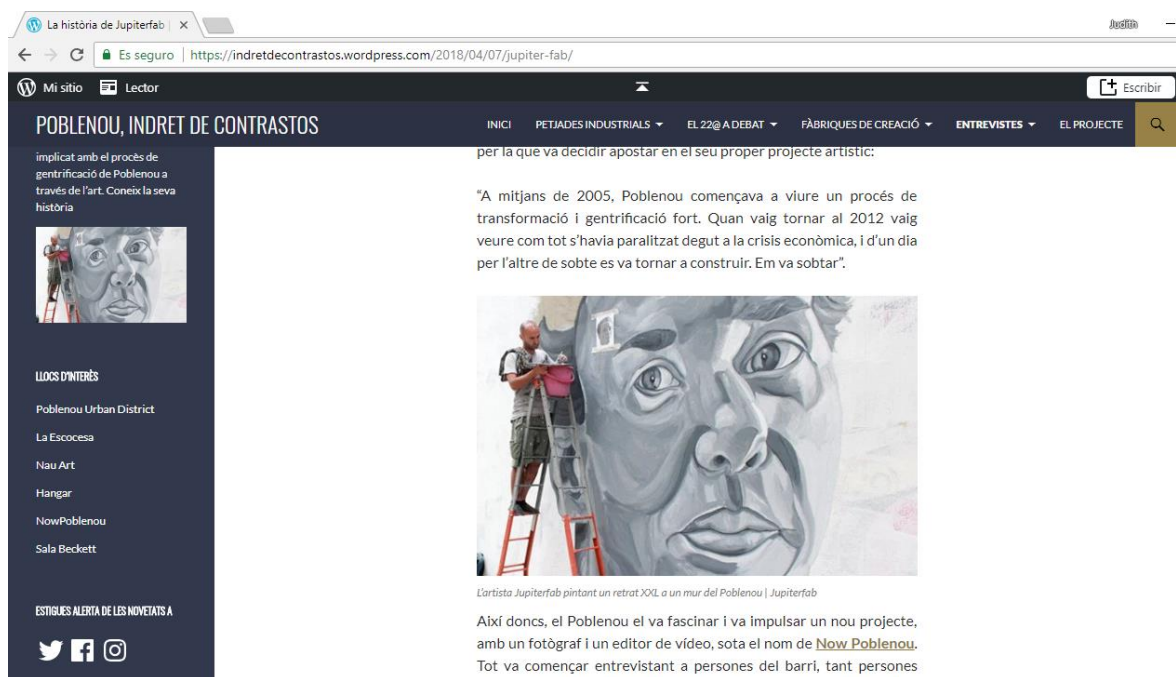 La història de Jupiterfab |
Judith
Es seguro | https://indretdecontrastos.wordpress.com/2018/04/07/jupiter-fab/
Mi sitio Lector Escribir
POBLENOU, INDRET DE CONTRASTOS INICI PETJADES INDUSTRIALS EL 22@ A DEBAT FÀBRIQUES DE CREACIÓ ENTREVISTES EL PROJECTE
implicat amb el procès de
gentrificació de Poblenou a
través de l'art. Coneix la seva
història
LLOCS D'INTERÈS
Poblenou Urban District
La Escocesa
Nau Art
Hangar
NowPoblenou
Sala Beckett
ESTIGUES ALERTA DE LES NOVETATS A
per la que va decidir apostar en el seu proper projecte artístic:
“A mitjans de 2005, Poblenou començava a viure un procés de
transformació i gentrificació fort. Quan vaig tornar al 2012 vaig
veure com tot s'havia paralitzat degut a la crisis econòmica, i d'un dia
per l'altre de sobte es va tornar a construir. Em va sobtar”.
L'artista Jupiterfab pintant un retrat XXL a un mur del Poblenou | Jupiterfab
Així doncs, el Poblenou el va fascinar i va impulsar un nou projecte,
amb un fotògraf i un editor de vídeo, sota el nom de Now Poblenou.
Tot va començar entrevistant a persones del barri, tant persones